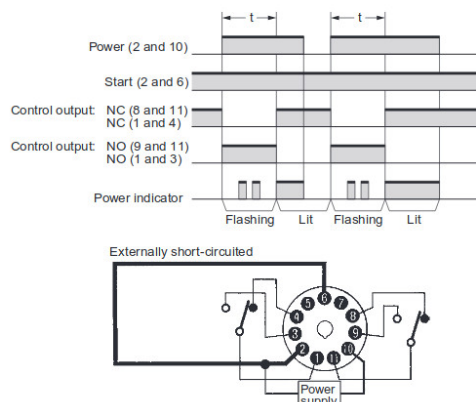 t
t
Power (2 and 10)
Start (2 and 6)
Control output: NC (8 and 11)
NC (1 and 4)
Control output: NO (9 and 11)
NO (1 and 3)
Power indicator
Flashing Lit Flashing Lit
Externally short-circuited
6
5 7
4 8
3 9
2 10
1 11
Power
supply